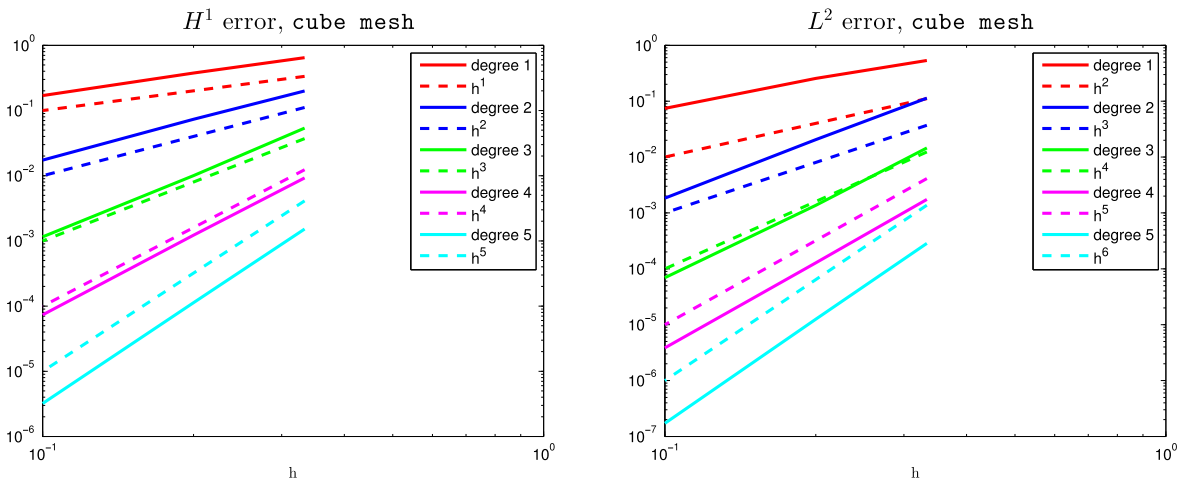 H¹ error, cube mesh
10⁰
10⁻¹
10⁻²
10⁻³
10⁻⁴
10⁻⁵
10⁻⁶
10⁻¹
10⁰
h
degree 1
h¹
degree 2
h²
degree 3
h³
degree 4
h⁴
degree 5
h⁵
L² error, cube mesh
10⁰
10⁻¹
10⁻²
10⁻³
10⁻⁴
10⁻⁵
10⁻⁶
10⁻⁷
10⁻¹
10⁰
h
degree 1
h²
degree 2
h³
degree 3
h⁴
degree 4
h⁵
degree 5
h⁶